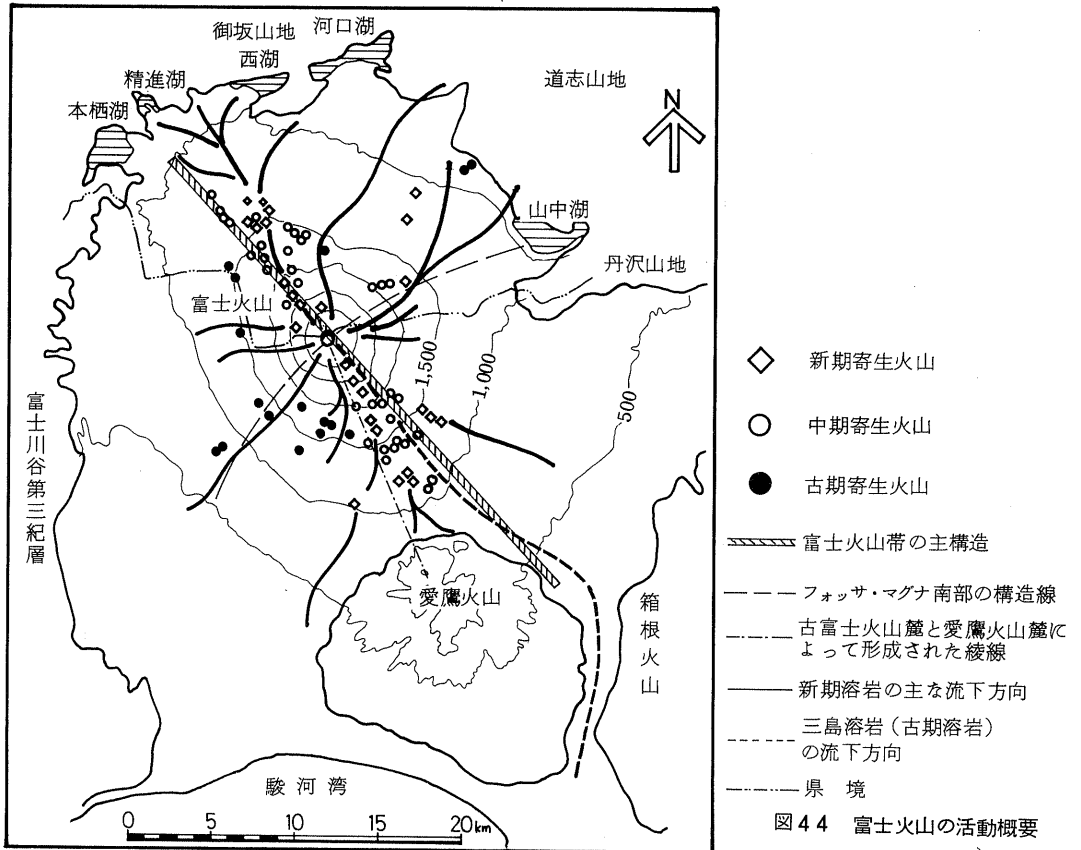 御坂山地
河口湖
西湖
精進湖
本栖湖
道志山地
N
山中湖
丹沢山地
富士火山
1,500
1,000
500
富士川谷第三紀層
愛鷹火山
箱根火山
駿河湾
0 5 10 15 20km
新期寄生火山
中期寄生火山
古期寄生火山
富士火山帯の主構造
フォッサ・マグナ南部の構造線
古富士火山麓と愛鷹火山麓に
よって形成された綾線
新期溶岩の主な流下方向
三島溶岩(古期溶岩)
の流下方向
県 境
図44 富士火山の活動概要